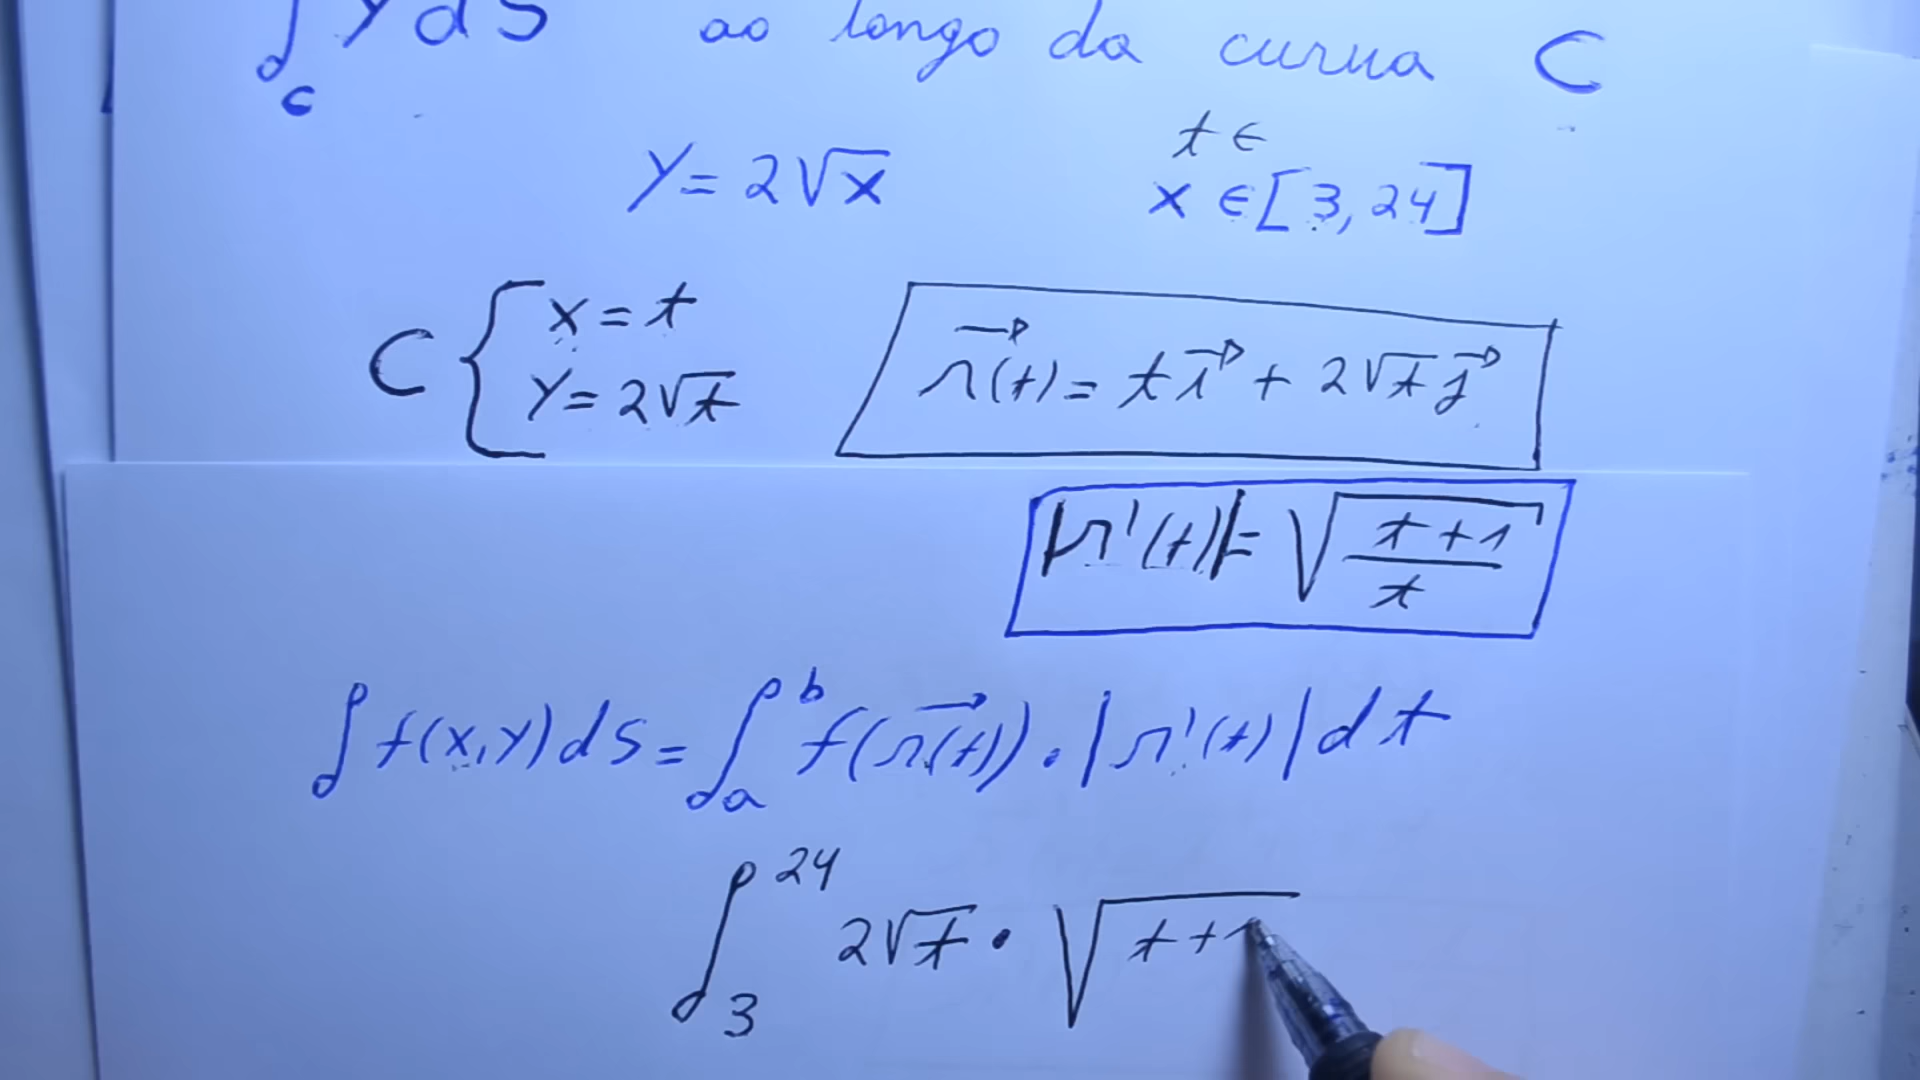 ∫_C y ds ao longo da curva C
t ∈
y = 2√x x ∈ [3, 24]
C { x = t
y = 2√t
r⃗(t) = t i⃗ + 2√t j⃗
|r'(t)| = √((t+1)/t)
∫ f(x,y) ds = ∫_a^b f(r⃗(t)) · |r'(t)| dt
∫_3^24 2√t · √(t+1